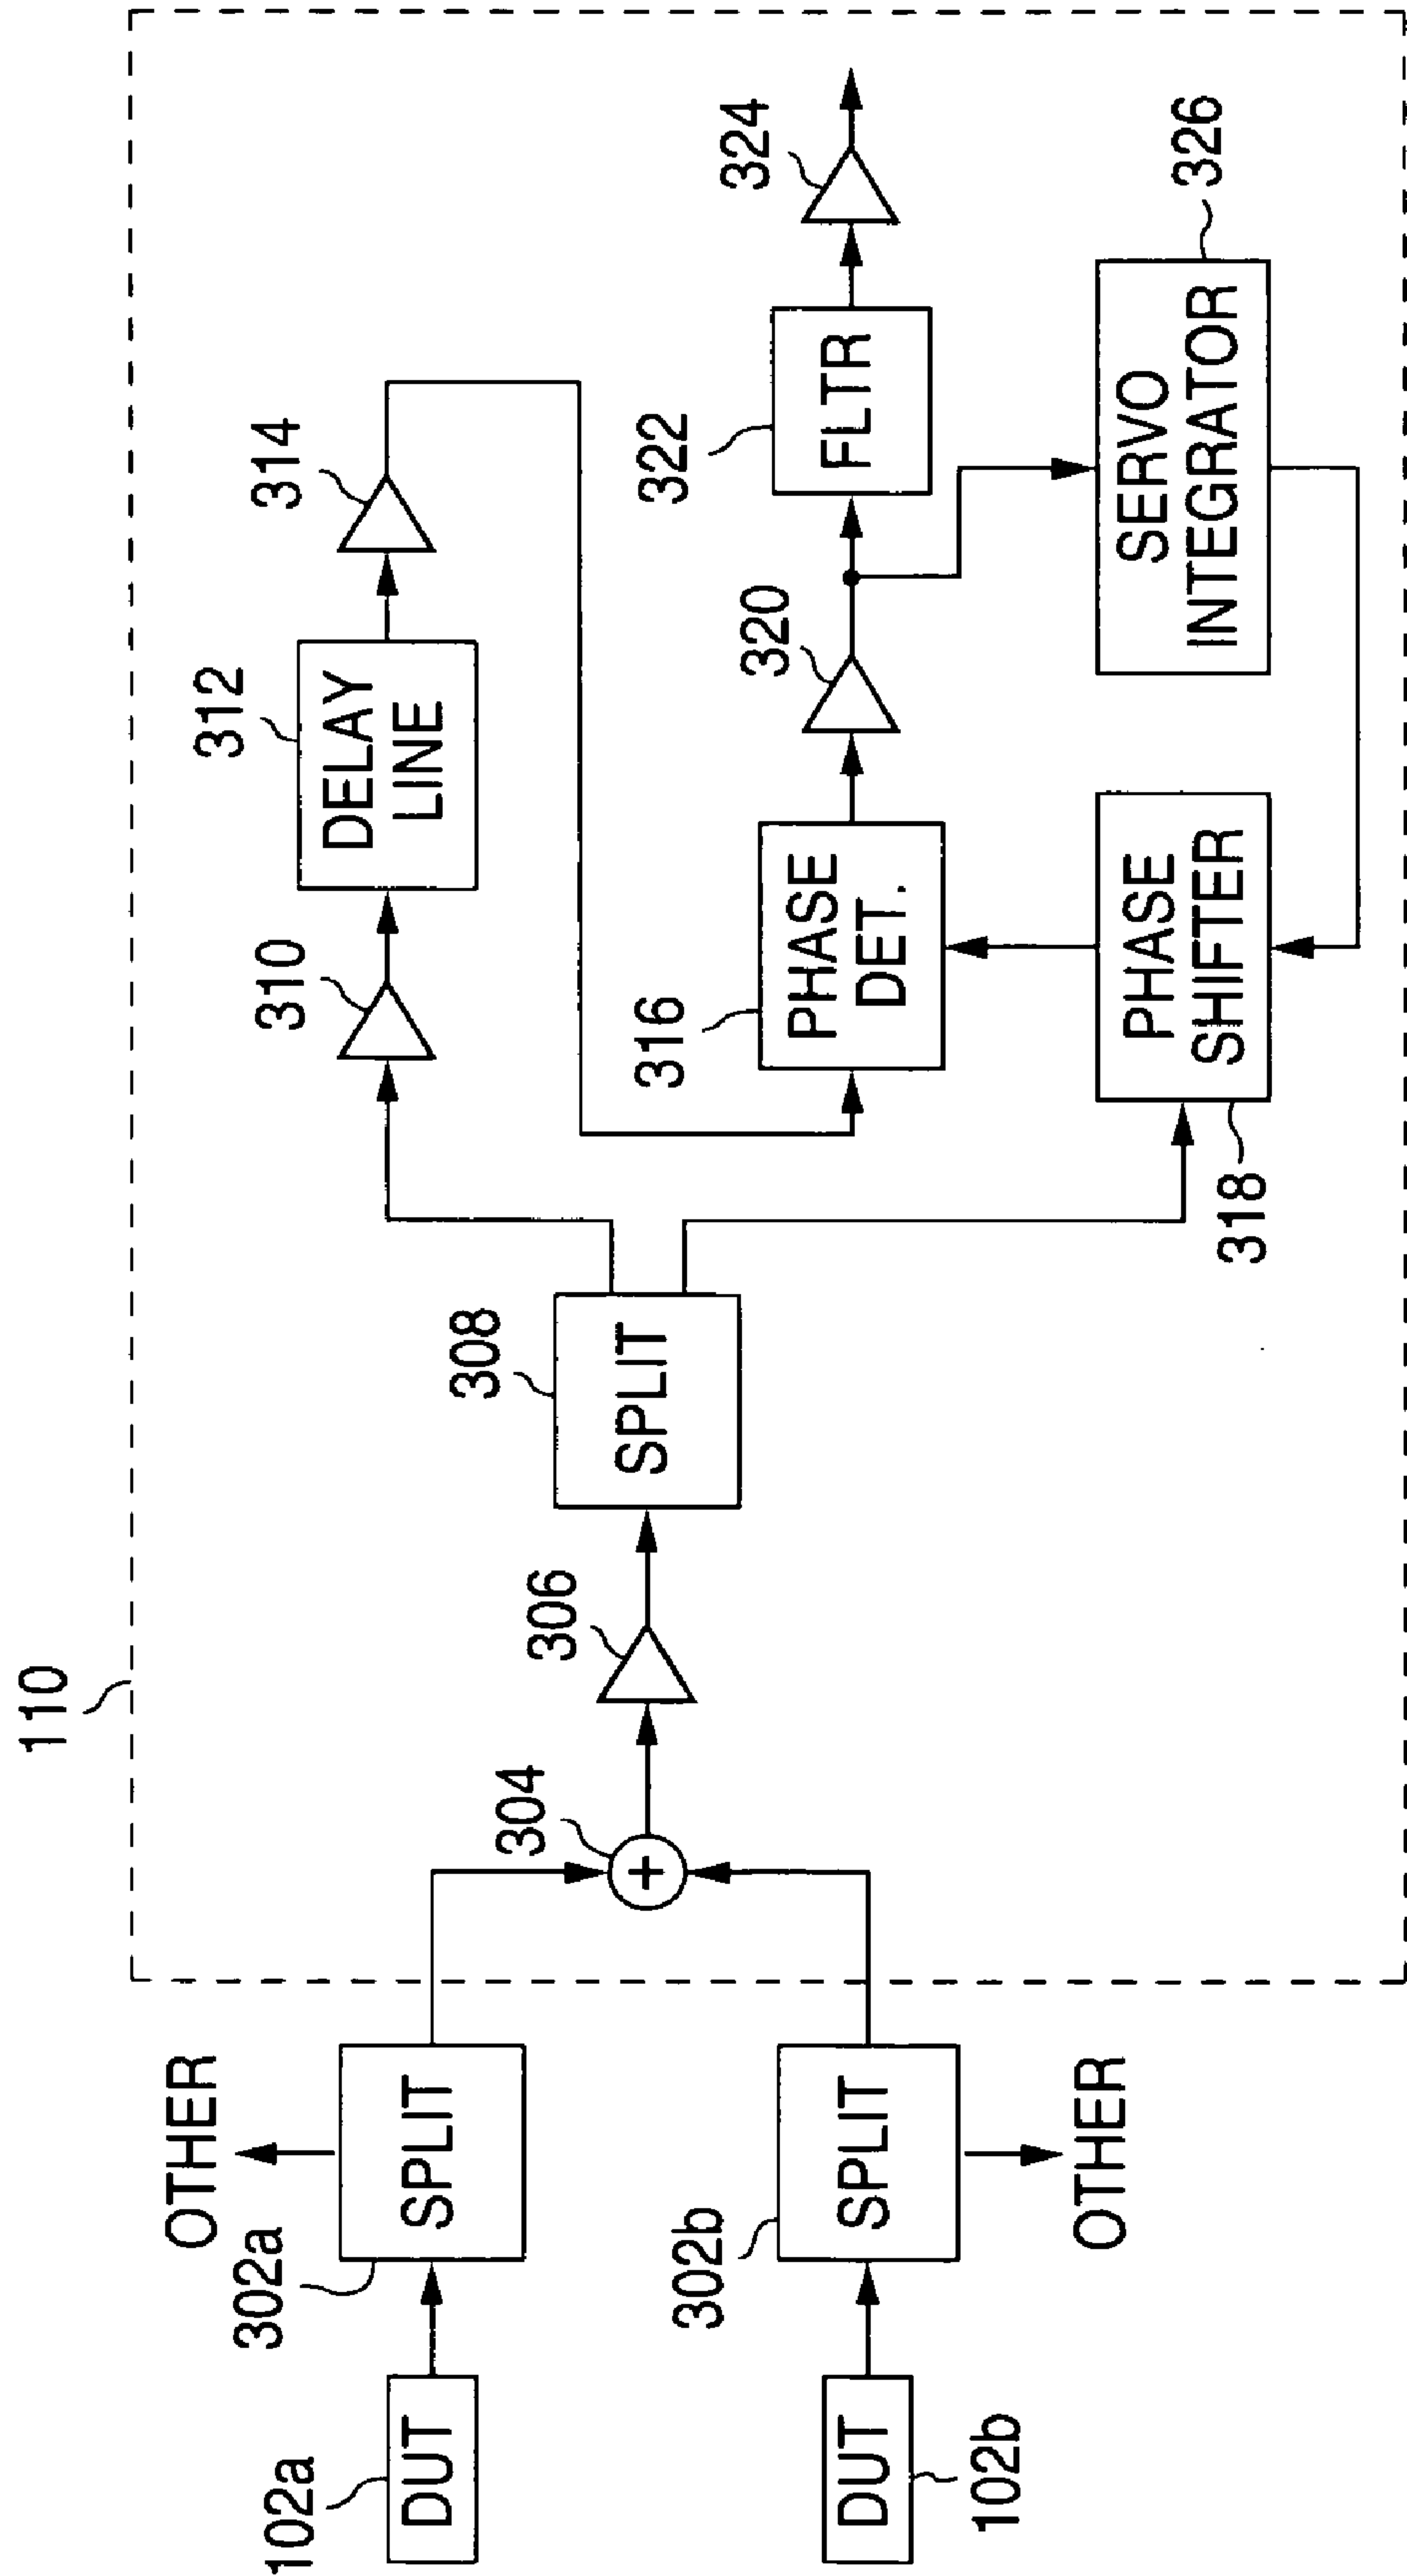 110
OTHER
102a
DUT
302a
SPLIT
102b
DUT
302b
SPLIT
OTHER
304
+
306
308
SPLIT
310
312
DELAY
LINE
314
316
PHASE
DET.
318
PHASE
SHIFTER
320
322
FLTR
324
326
SERVO
INTEGRATOR